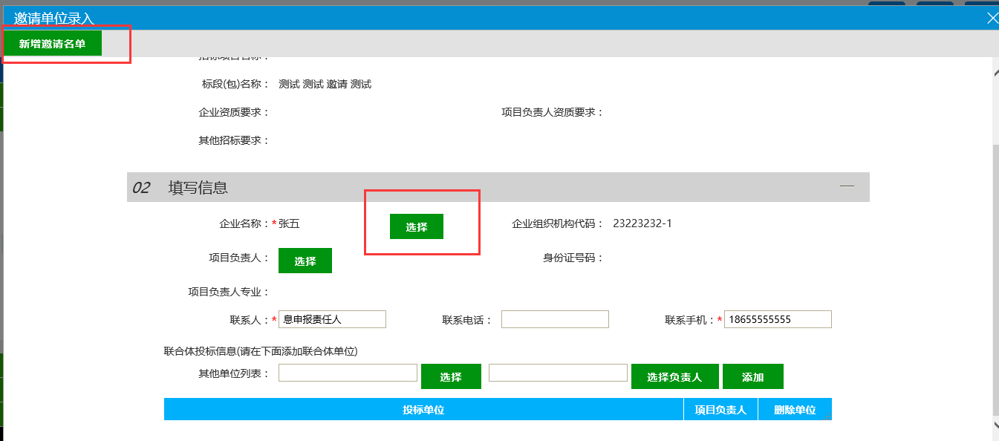 邀请单位录入
新增邀请名单
招标项目名称：
标段(包)名称： 测试 测试 邀请 测试
企业资质要求： 项目负责人资质要求：
其他招标要求：
02 填写信息
企业名称：*张五 选择 企业组织机构代码： 23223232-1
项目负责人： 选择 身份证号码：
项目负责人专业：
联系人：* 息申报责任人 联系电话： 联系手机：* 18655555555
联合体投标信息(请在下面添加联合体单位)
其他单位列表： 选择 选择负责人 添加
投标单位 项目负责人 删除单位